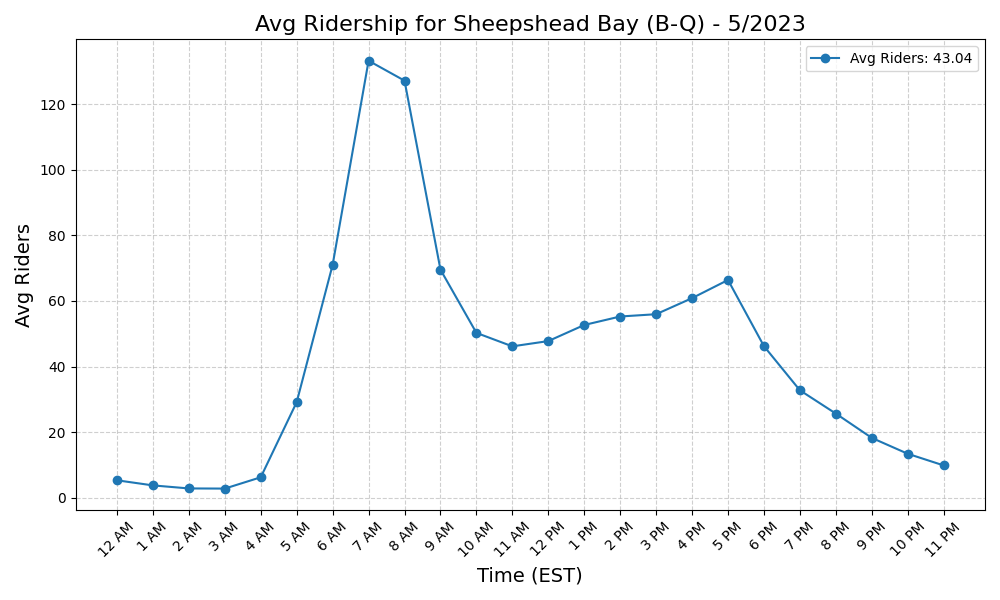 Avg Ridership for Sheepshead Bay (B-Q) - 5/2023
Avg Riders: 43.04
Avg Riders
120
100
80
60
40
20
0
12 AM
1 AM
2 AM
3 AM
4 AM
5 AM
6 AM
7 AM
8 AM
9 AM
10 AM
11 AM
12 PM
1 PM
2 PM
3 PM
4 PM
5 PM
6 PM
7 PM
8 PM
9 PM
10 PM
11 PM
Time (EST)